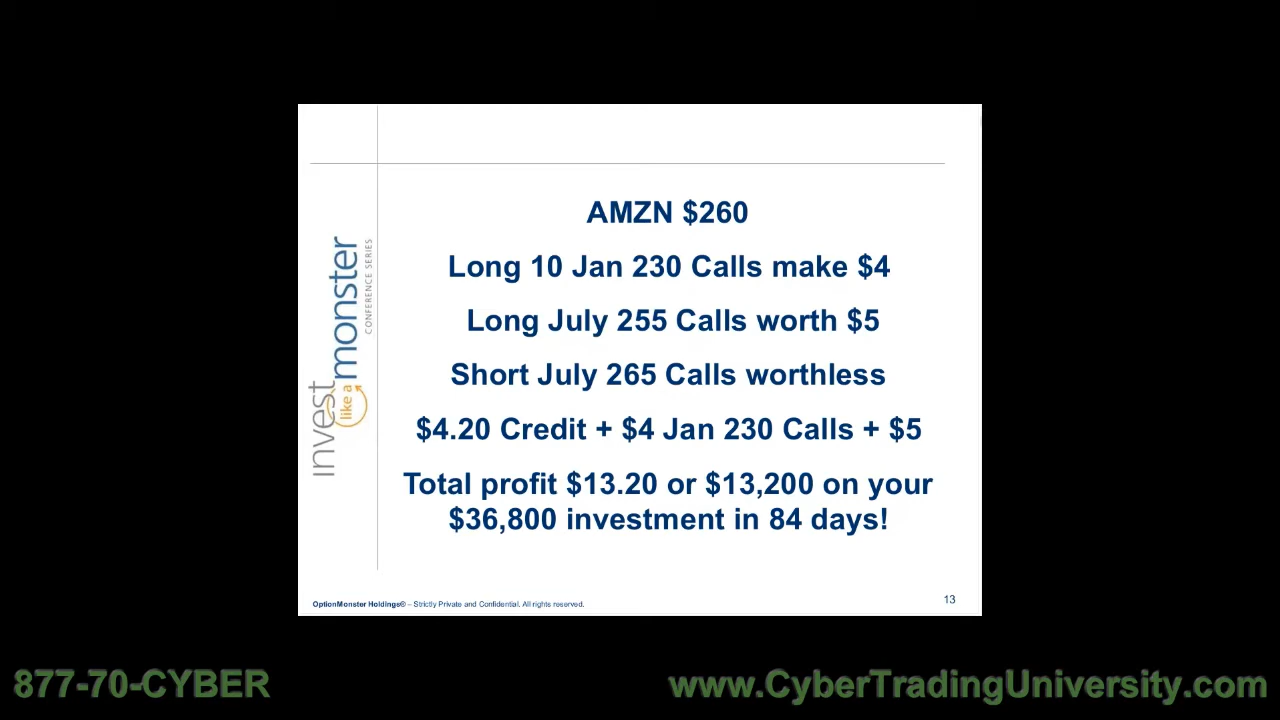 AMZN $260
Long 10 Jan 230 Calls make $4
Long July 255 Calls worth $5
Short July 265 Calls worthless
$4.20 Credit + $4 Jan 230 Calls + $5
Total profit $13.20 or $13,200 on your
$36,800 investment in 84 days!
invest
like a
monster
CONFERENCE SERIES
OptionMonster Holdings© – Strictly Private and Confidential. All rights reserved.
13
877-70-CYBER
www.CyberTradingUniversity.com